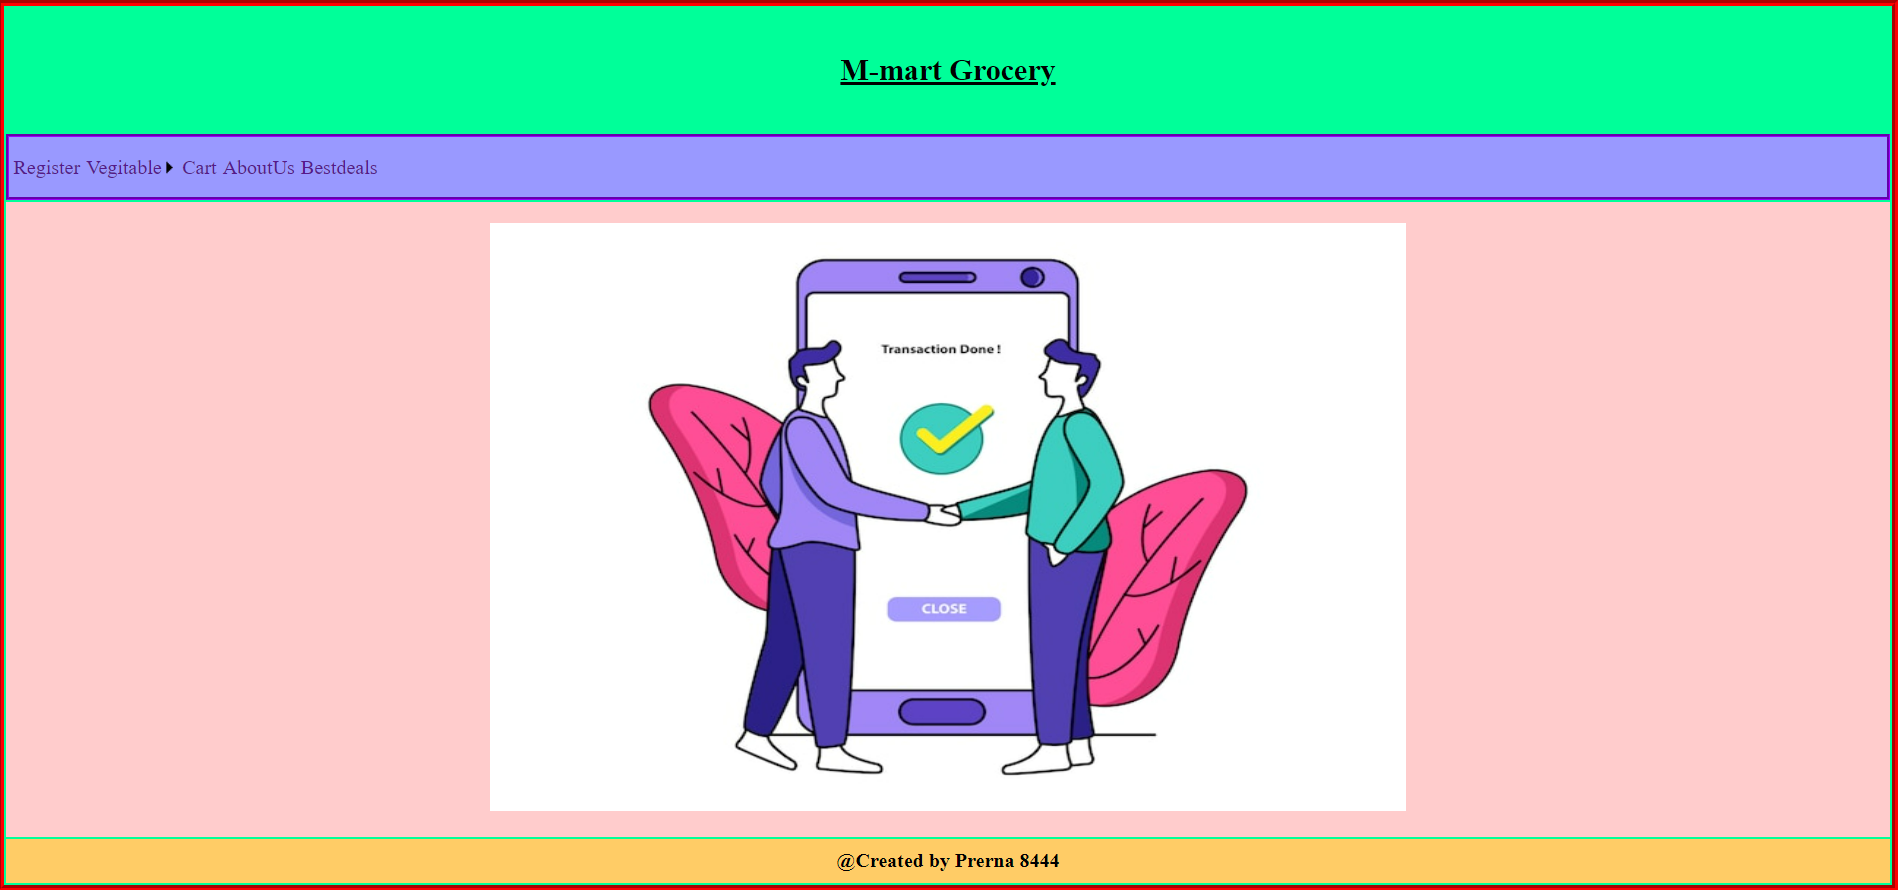 M-mart Grocery
Register Vegitable Cart AboutUs Bestdeals
Transaction Done !
CLOSE
@Created by Prerna 8444